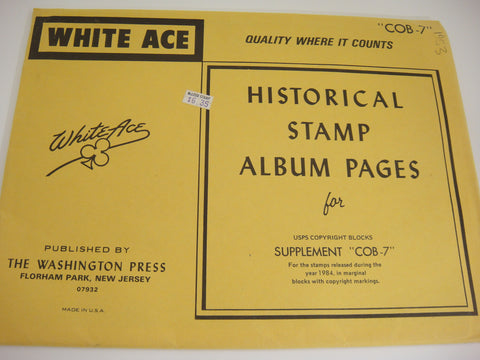 WHITE ACE
"COB-7"
QUALITY WHERE IT COUNTS
White Ace
PUBLISHED BY
THE WASHINGTON PRESS
FLORHAM PARK, NEW JERSEY
07932
MADE IN U.S.A.
HISTORICAL
STAMP
ALBUM PAGES
for
USPS COPYRIGHT BLOCKS
SUPPLEMENT "COB-7"
For the stamps released during the
year 1984, in marginal
blocks with copyright markings.